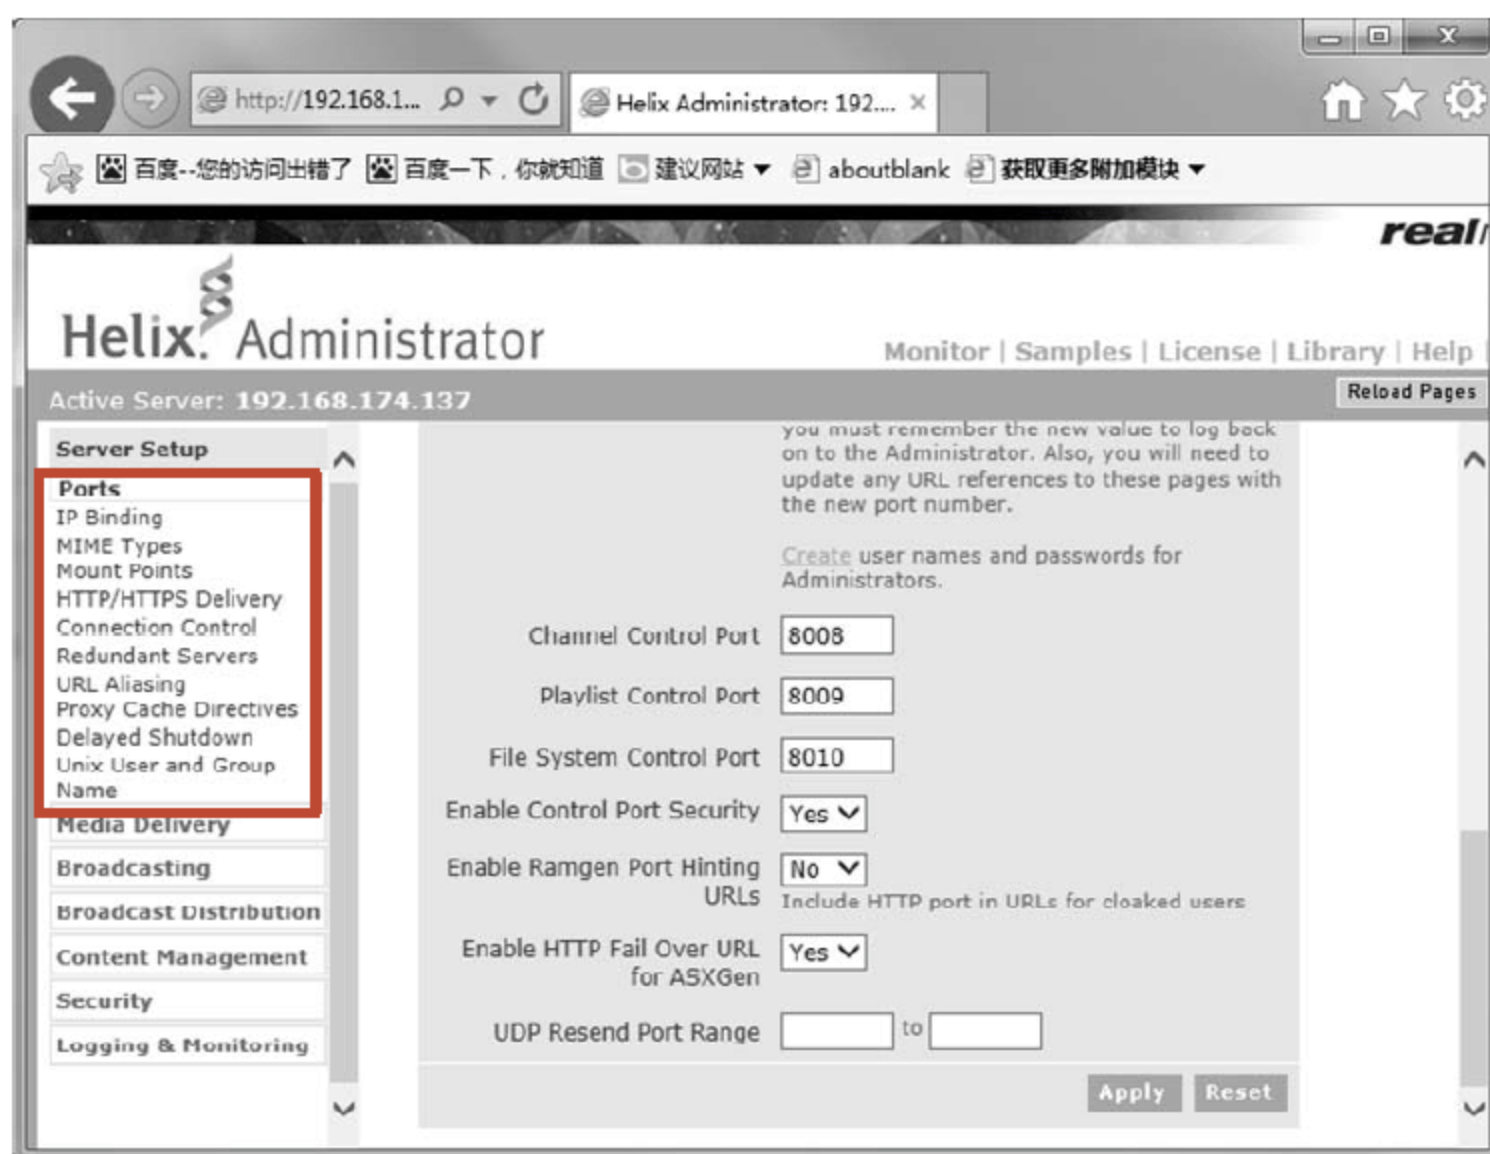 http://192.168.1...
Helix Administrator: 192....
百度--您的访问出错了 百度一下，你就知道 建议网站 aboutblank 获取更多附加模块
real
Helix Administrator
Monitor | Samples | License | Library | Help |
Active Server: 192.168.174.137
Reload Pages
Server Setup
Ports
IP Binding
MIME Types
Mount Points
HTTP/HTTPS Delivery
Connection Control
Redundant Servers
URL Aliasing
Proxy Cache Directives
Delayed Shutdown
Unix User and Group
Name
Media Delivery
Broadcasting
Broadcast Distribution
Content Management
Security
Logging & Monitoring
you must remember the new value to log back
on to the Administrator. Also, you will need to
update any URL references to these pages with
the new port number.
Create user names and passwords for
Administrators.
Channel Control Port 8008
Playlist Control Port 8009
File System Control Port 8010
Enable Control Port Security Yes
Enable Ramgen Port Hinting No
URLs Include HTTP port in URLs for cloaked users
Enable HTTP Fail Over URL Yes
for ASXGen
UDP Resend Port Range to
Apply Reset